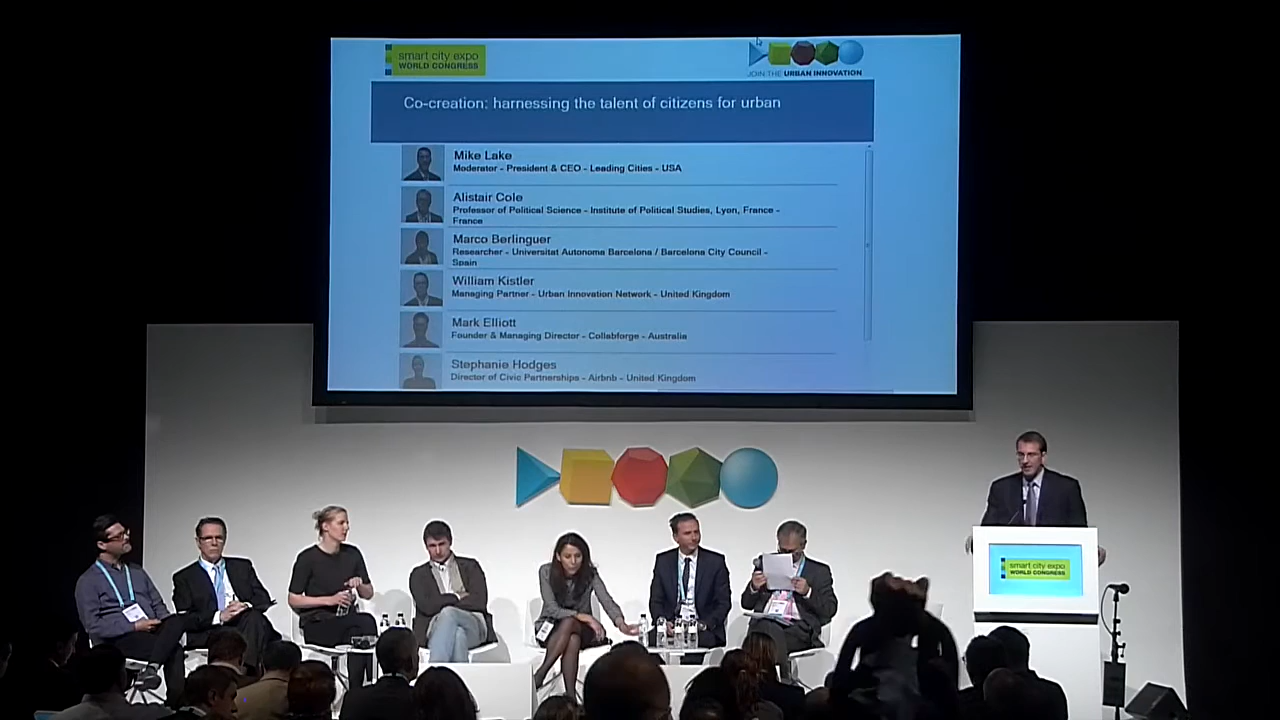 smart city expo
WORLD CONGRESS
JOIN THE URBAN INNOVATION
Co-creation: harnessing the talent of citizens for urban
Mike Lake
Moderator - President & CEO - Leading Cities - USA
Alistair Cole
Professor of Political Science - Institute of Political Studies, Lyon, France -
France
Marco Berlinguer
Researcher - Universitat Autonoma Barcelona / Barcelona City Council -
Spain
William Kistler
Managing Partner - Urban Innovation Network - United Kingdom
Mark Elliott
Founder & Managing Director - Collabforge - Australia
Stephanie Hodges
Director of Civic Partnerships - Airbnb - United Kingdom
smart city expo
WORLD CONGRESS